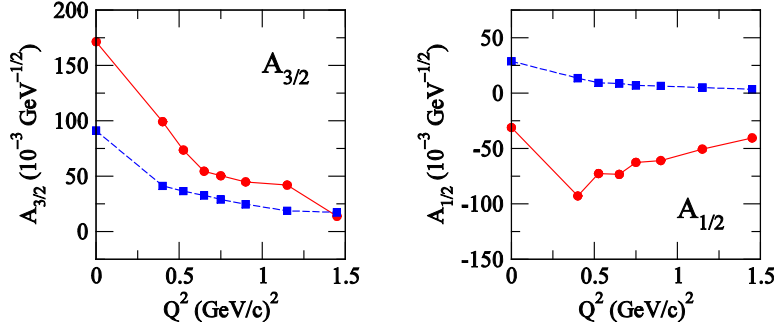 200
150
100
50
0
A3/2 (10⁻³ GeV⁻¹/²)
A3/2
0 0.5 1 1.5
Q² (GeV/c)²
50
0
-50
-100
-150
A1/2 (10⁻³ GeV⁻¹/²)
A1/2
0 0.5 1 1.5
Q² (GeV/c)²